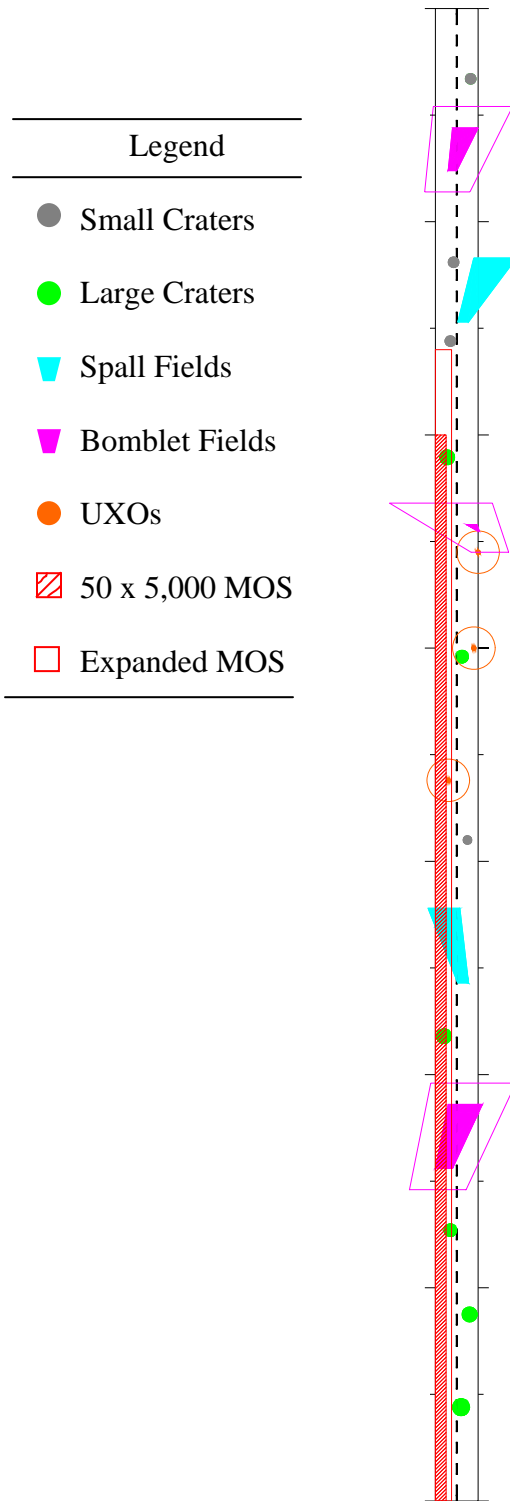 Legend
Small Craters
Large Craters
Spall Fields
Bomblet Fields
UXOs
50 x 5,000 MOS
Expanded MOS